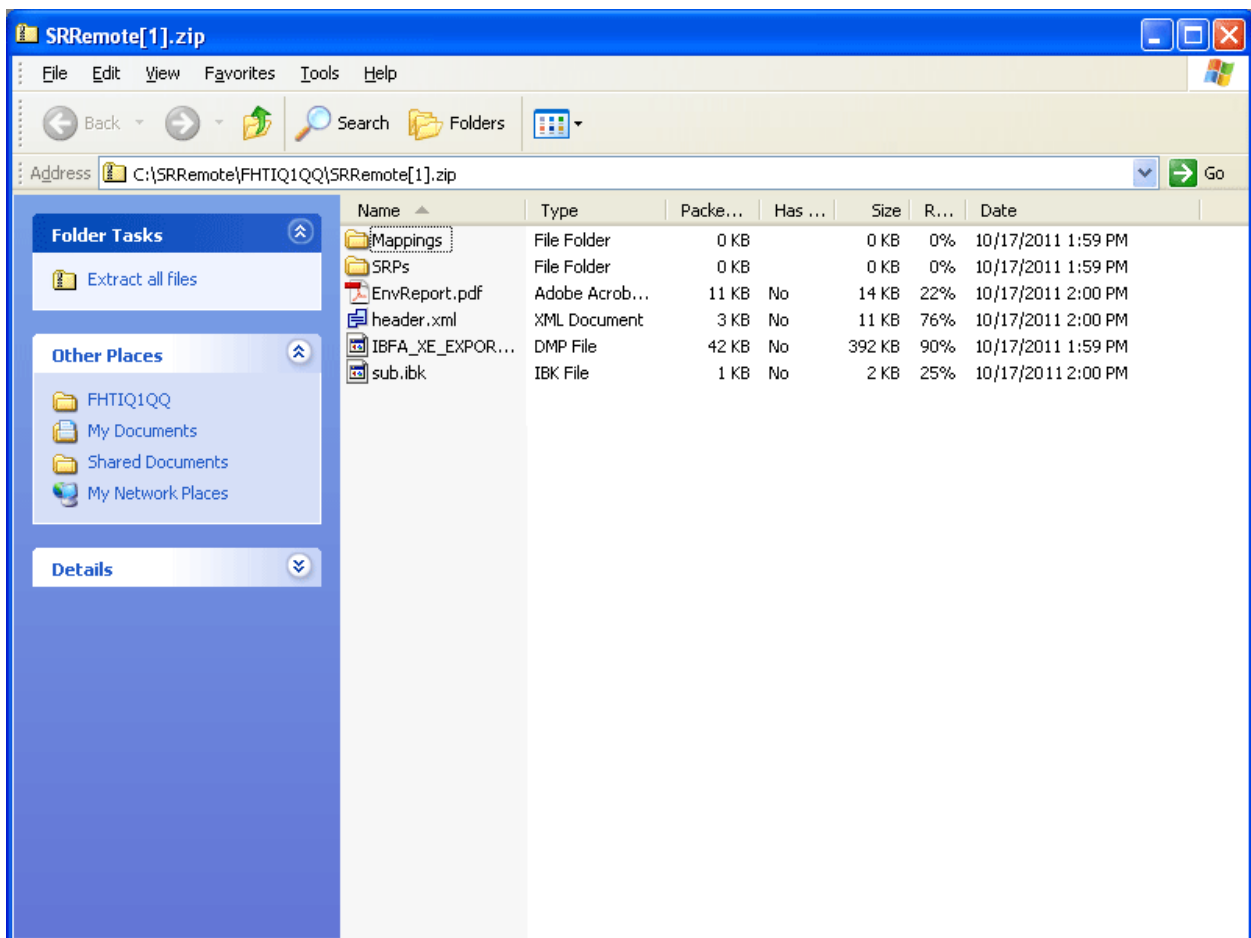 SRRemote[1].zip
File Edit View Favorites Tools Help
Back Search Folders
Address C:\SRRemote\FHTIQ1QQ\SRRemote[1].zip Go
Folder Tasks
Extract all files
Other Places
FHTIQ1QQ
My Documents
Shared Documents
My Network Places
Details
Name Type Packe... Has ... Size R... Date
Mappings File Folder 0 KB 0 KB 0% 10/17/2011 1:59 PM
SRPs File Folder 0 KB 0 KB 0% 10/17/2011 1:59 PM
EnvReport.pdf Adobe Acrob... 11 KB No 14 KB 22% 10/17/2011 2:00 PM
header.xml XML Document 3 KB No 11 KB 76% 10/17/2011 2:00 PM
IBFA_XE_EXPOR... DMP File 42 KB No 392 KB 90% 10/17/2011 1:59 PM
sub.ibk IBK File 1 KB No 2 KB 25% 10/17/2011 2:00 PM